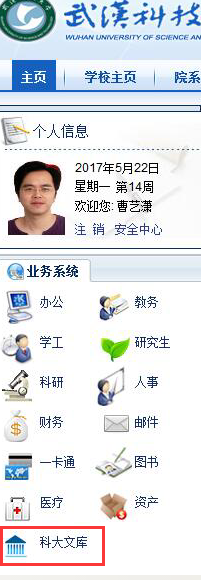 武漢科技
WUHAN UNIVERSITY OF SCIENCE AN
主页 学校主页 院系
个人信息
2017年5月22日
星期一 第14周
欢迎您: 曹艺潇
注 销 安全中心
业务系统
办公 教务
学工 研究生
科研 人事
财务 邮件
一卡通 图书
医疗 资产
科大文库